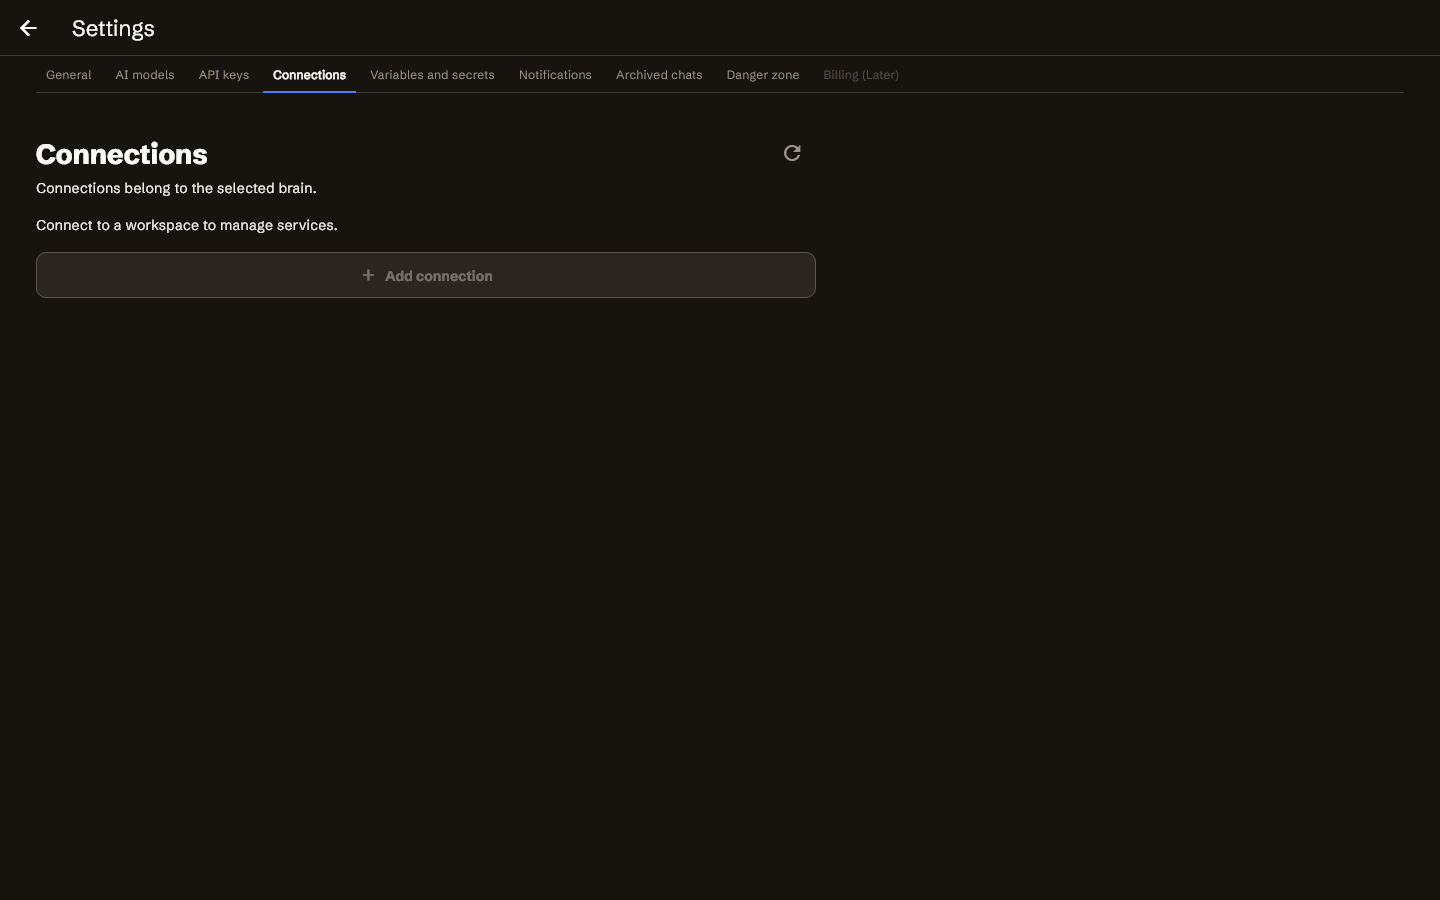 Settings
General AI models API keys Connections Variables and secrets Notifications Archived chats Danger zone Billing (Later)
Connections
Connections belong to the selected brain.
Connect to a workspace to manage services.
+ Add connection